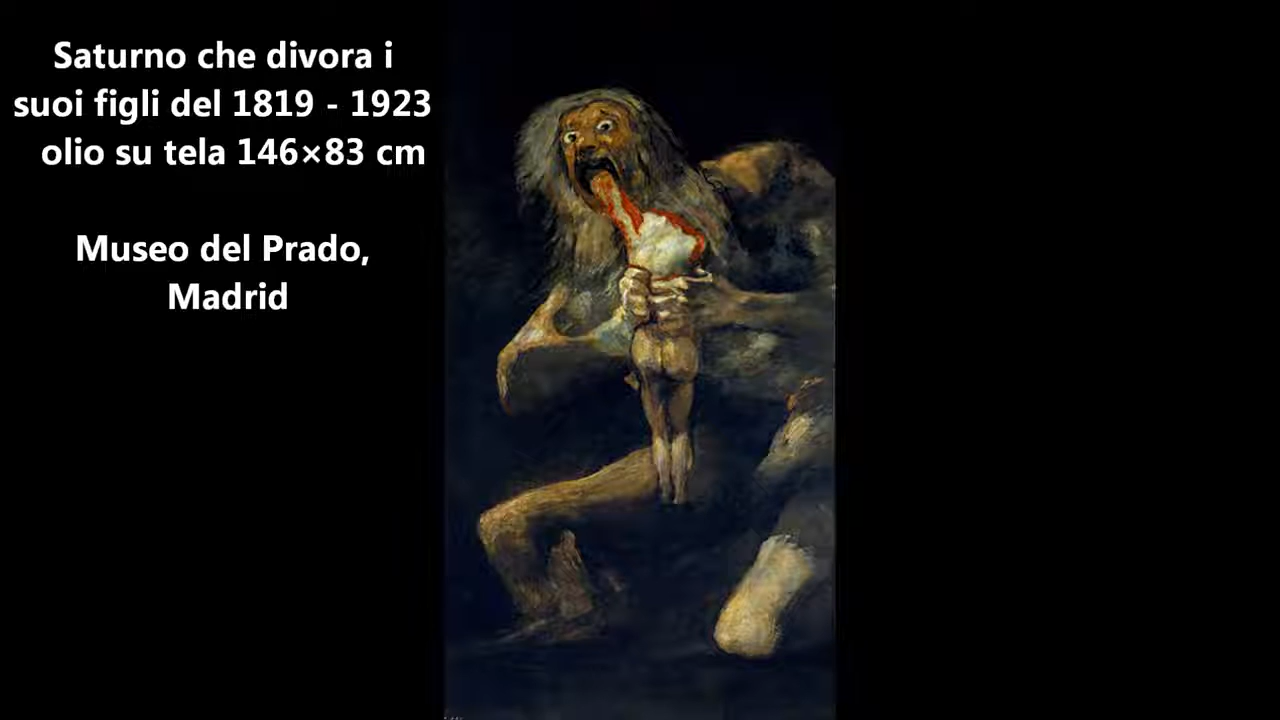 Saturno che divora i
suoi figli del 1819 - 1923
olio su tela 146×83 cm
Museo del Prado,
Madrid